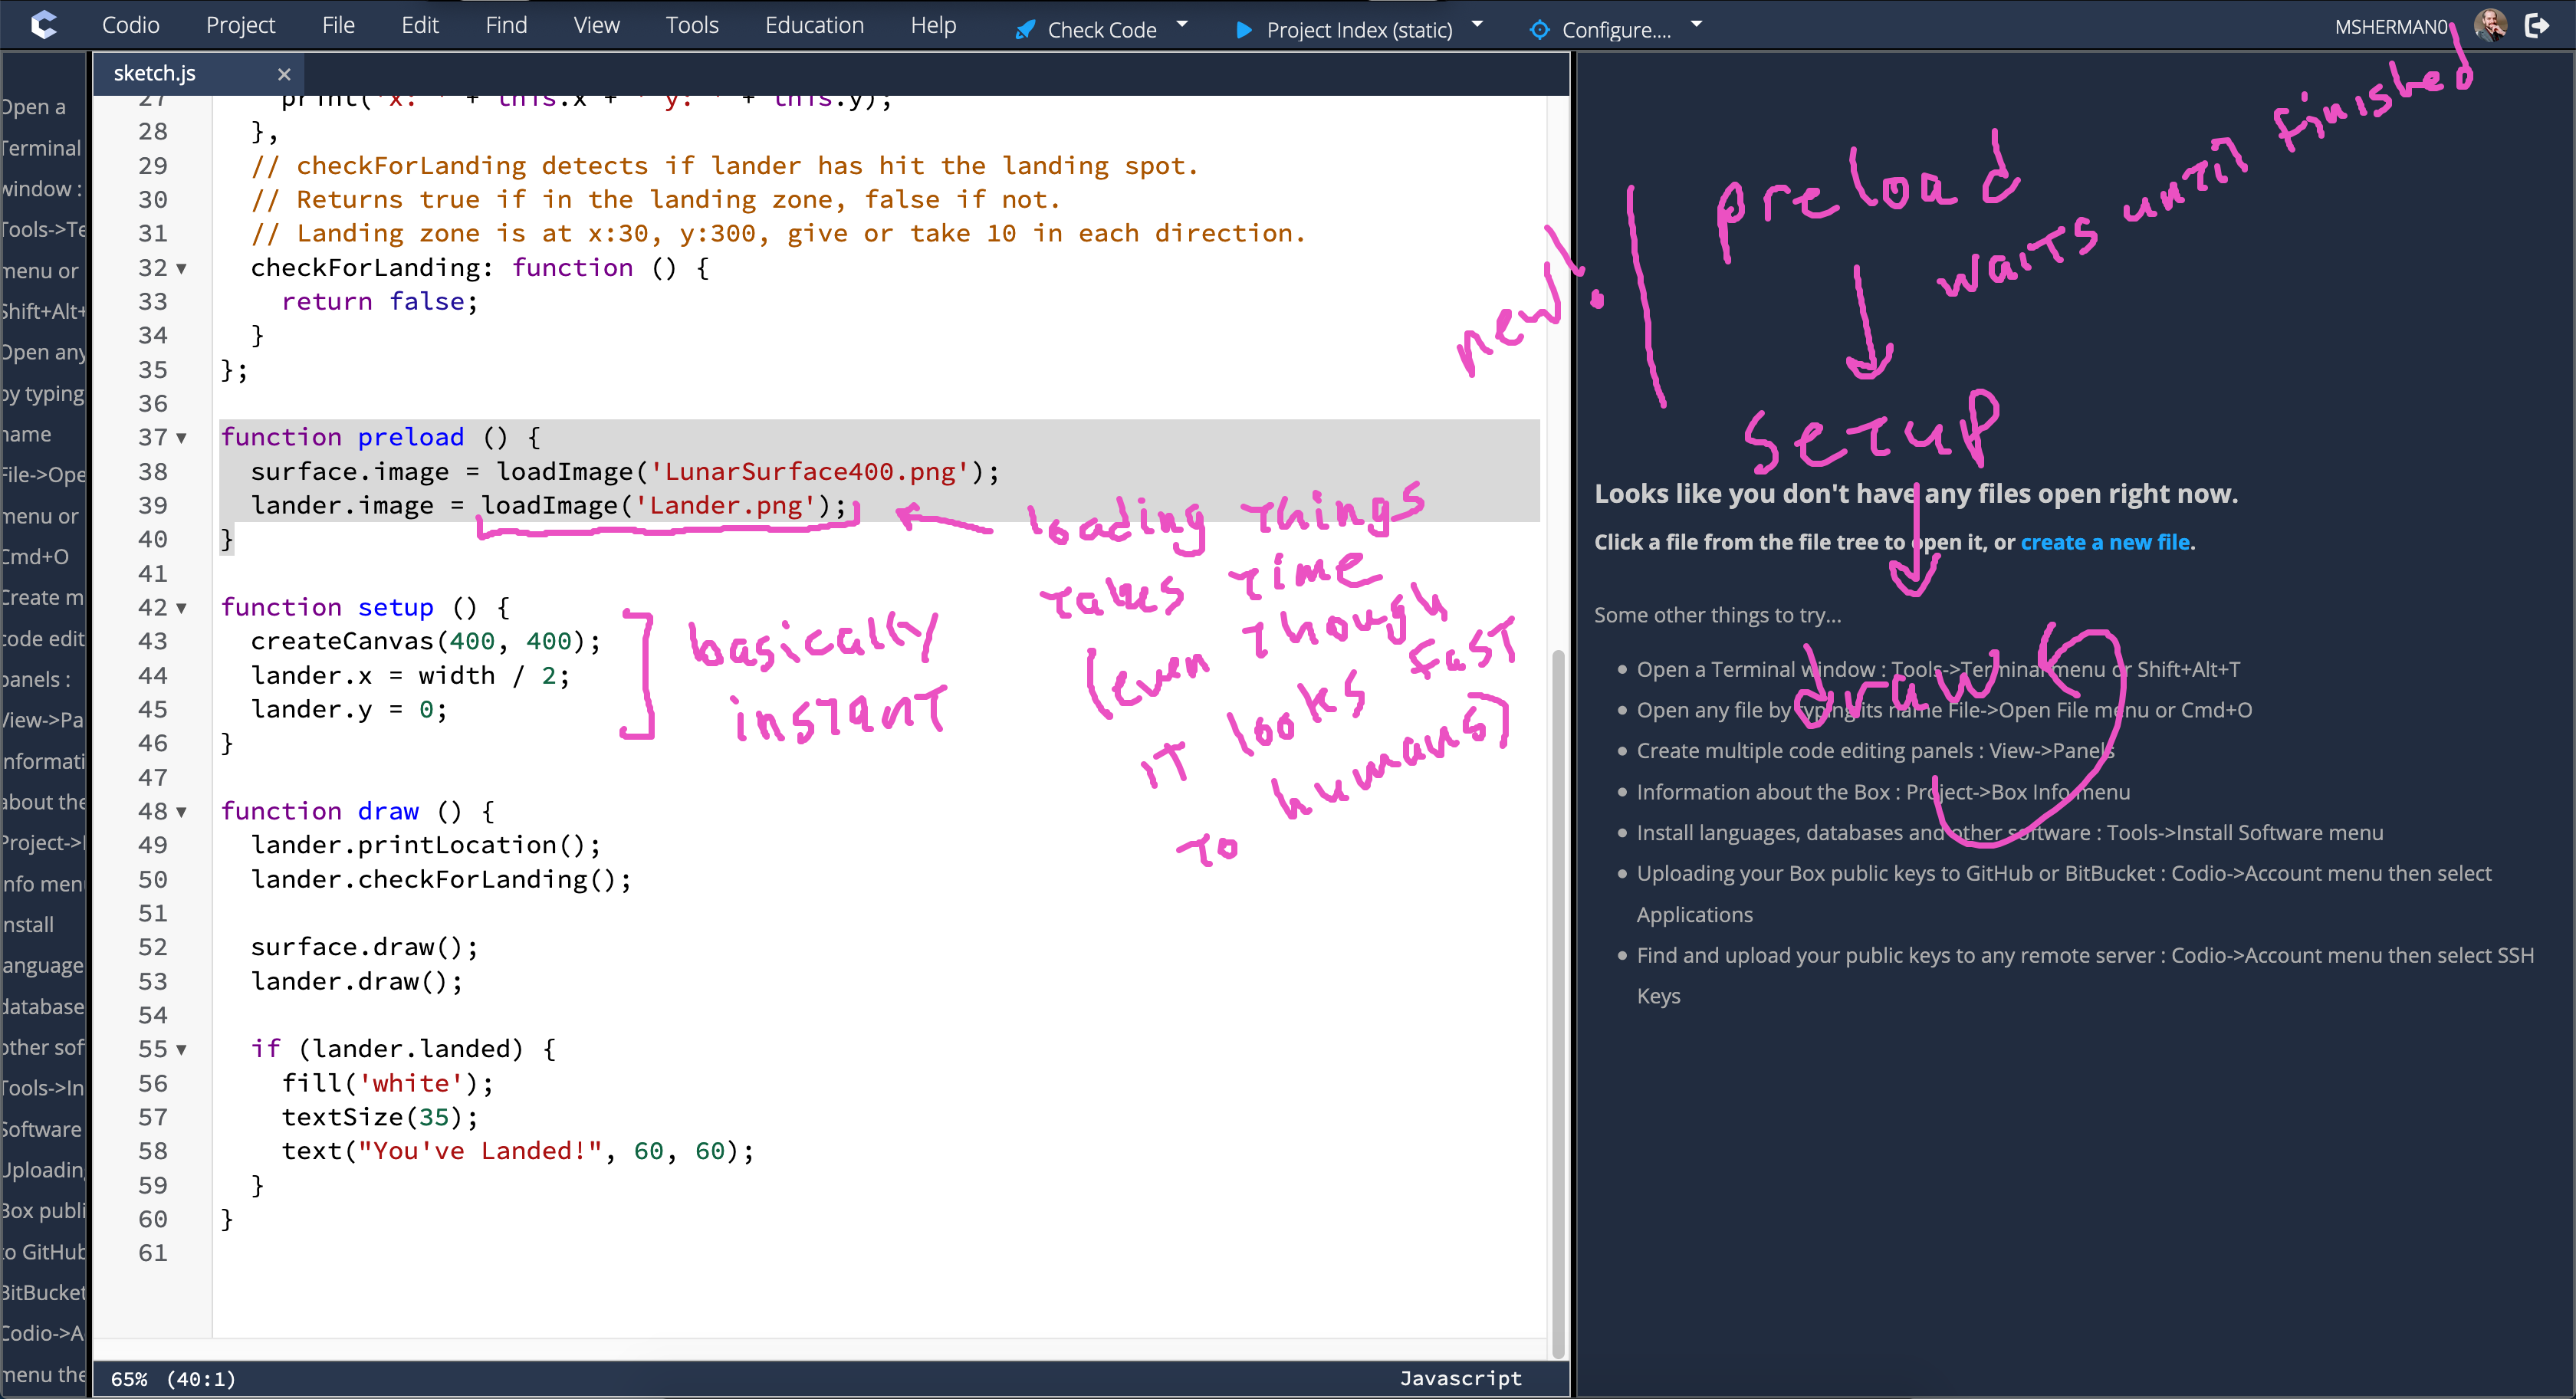 Codio Project File Edit Find View Tools Education Help Check Code Project Index (static) Configure.... MSHERMAN0
sketch.js
27 print('x: ' + this.x + ' y: ' + this.y);
28 },
29 // checkForLanding detects if lander has hit the landing spot.
30 // Returns true if in the landing zone, false if not.
31 // Landing zone is at x:30, y:300, give or take 10 in each direction.
32 checkForLanding: function () {
33 return false;
34 }
35 };
36
37 function preload () {
38 surface.image = loadImage('LunarSurface400.png');
39 lander.image = loadImage('Lander.png');
40 }
41
42 function setup () {
43 createCanvas(400, 400);
44 lander.x = width / 2;
45 lander.y = 0;
46 }
47
48 function draw () {
49 lander.printLocation();
50 lander.checkForLanding();
51
52 surface.draw();
53 lander.draw();
54
55 if (lander.landed) {
56 fill('white');
57 textSize(35);
58 text("You've Landed!", 60, 60);
59 }
60 }
61
65% (40:1) Javascript
loading things
takes time
(even though
it looks fast
to humans)
basically
instant
new!
preload
waits until finished
setup
draw
Looks like you don't have any files open right now.
Click a file from the file tree to open it, or create a new file.
Some other things to try...
Open a Terminal window : Tools->Terminal menu or Shift+Alt+T
Open any file by typing its name File->Open File menu or Cmd+O
Create multiple code editing panels : View->Panels
Information about the Box : Project->Box Info menu
Install languages, databases and other software : Tools->Install Software menu
Uploading your Box public keys to GitHub or BitBucket : Codio->Account menu then select
Applications
Find and upload your public keys to any remote server : Codio->Account menu then select SSH
Keys
Open a
Terminal
window :
Tools->Te
menu or
Shift+Alt+
Open any
by typing
name
File->Ope
menu or
Cmd+O
Create m
code edit
panels :
View->Pa
nformati
about the
Project->I
nfo men
nstall
anguage
database
other sof
Tools->In
Software
Uploading
Box publi
to GitHub
BitBucket
Codio->A
menu the